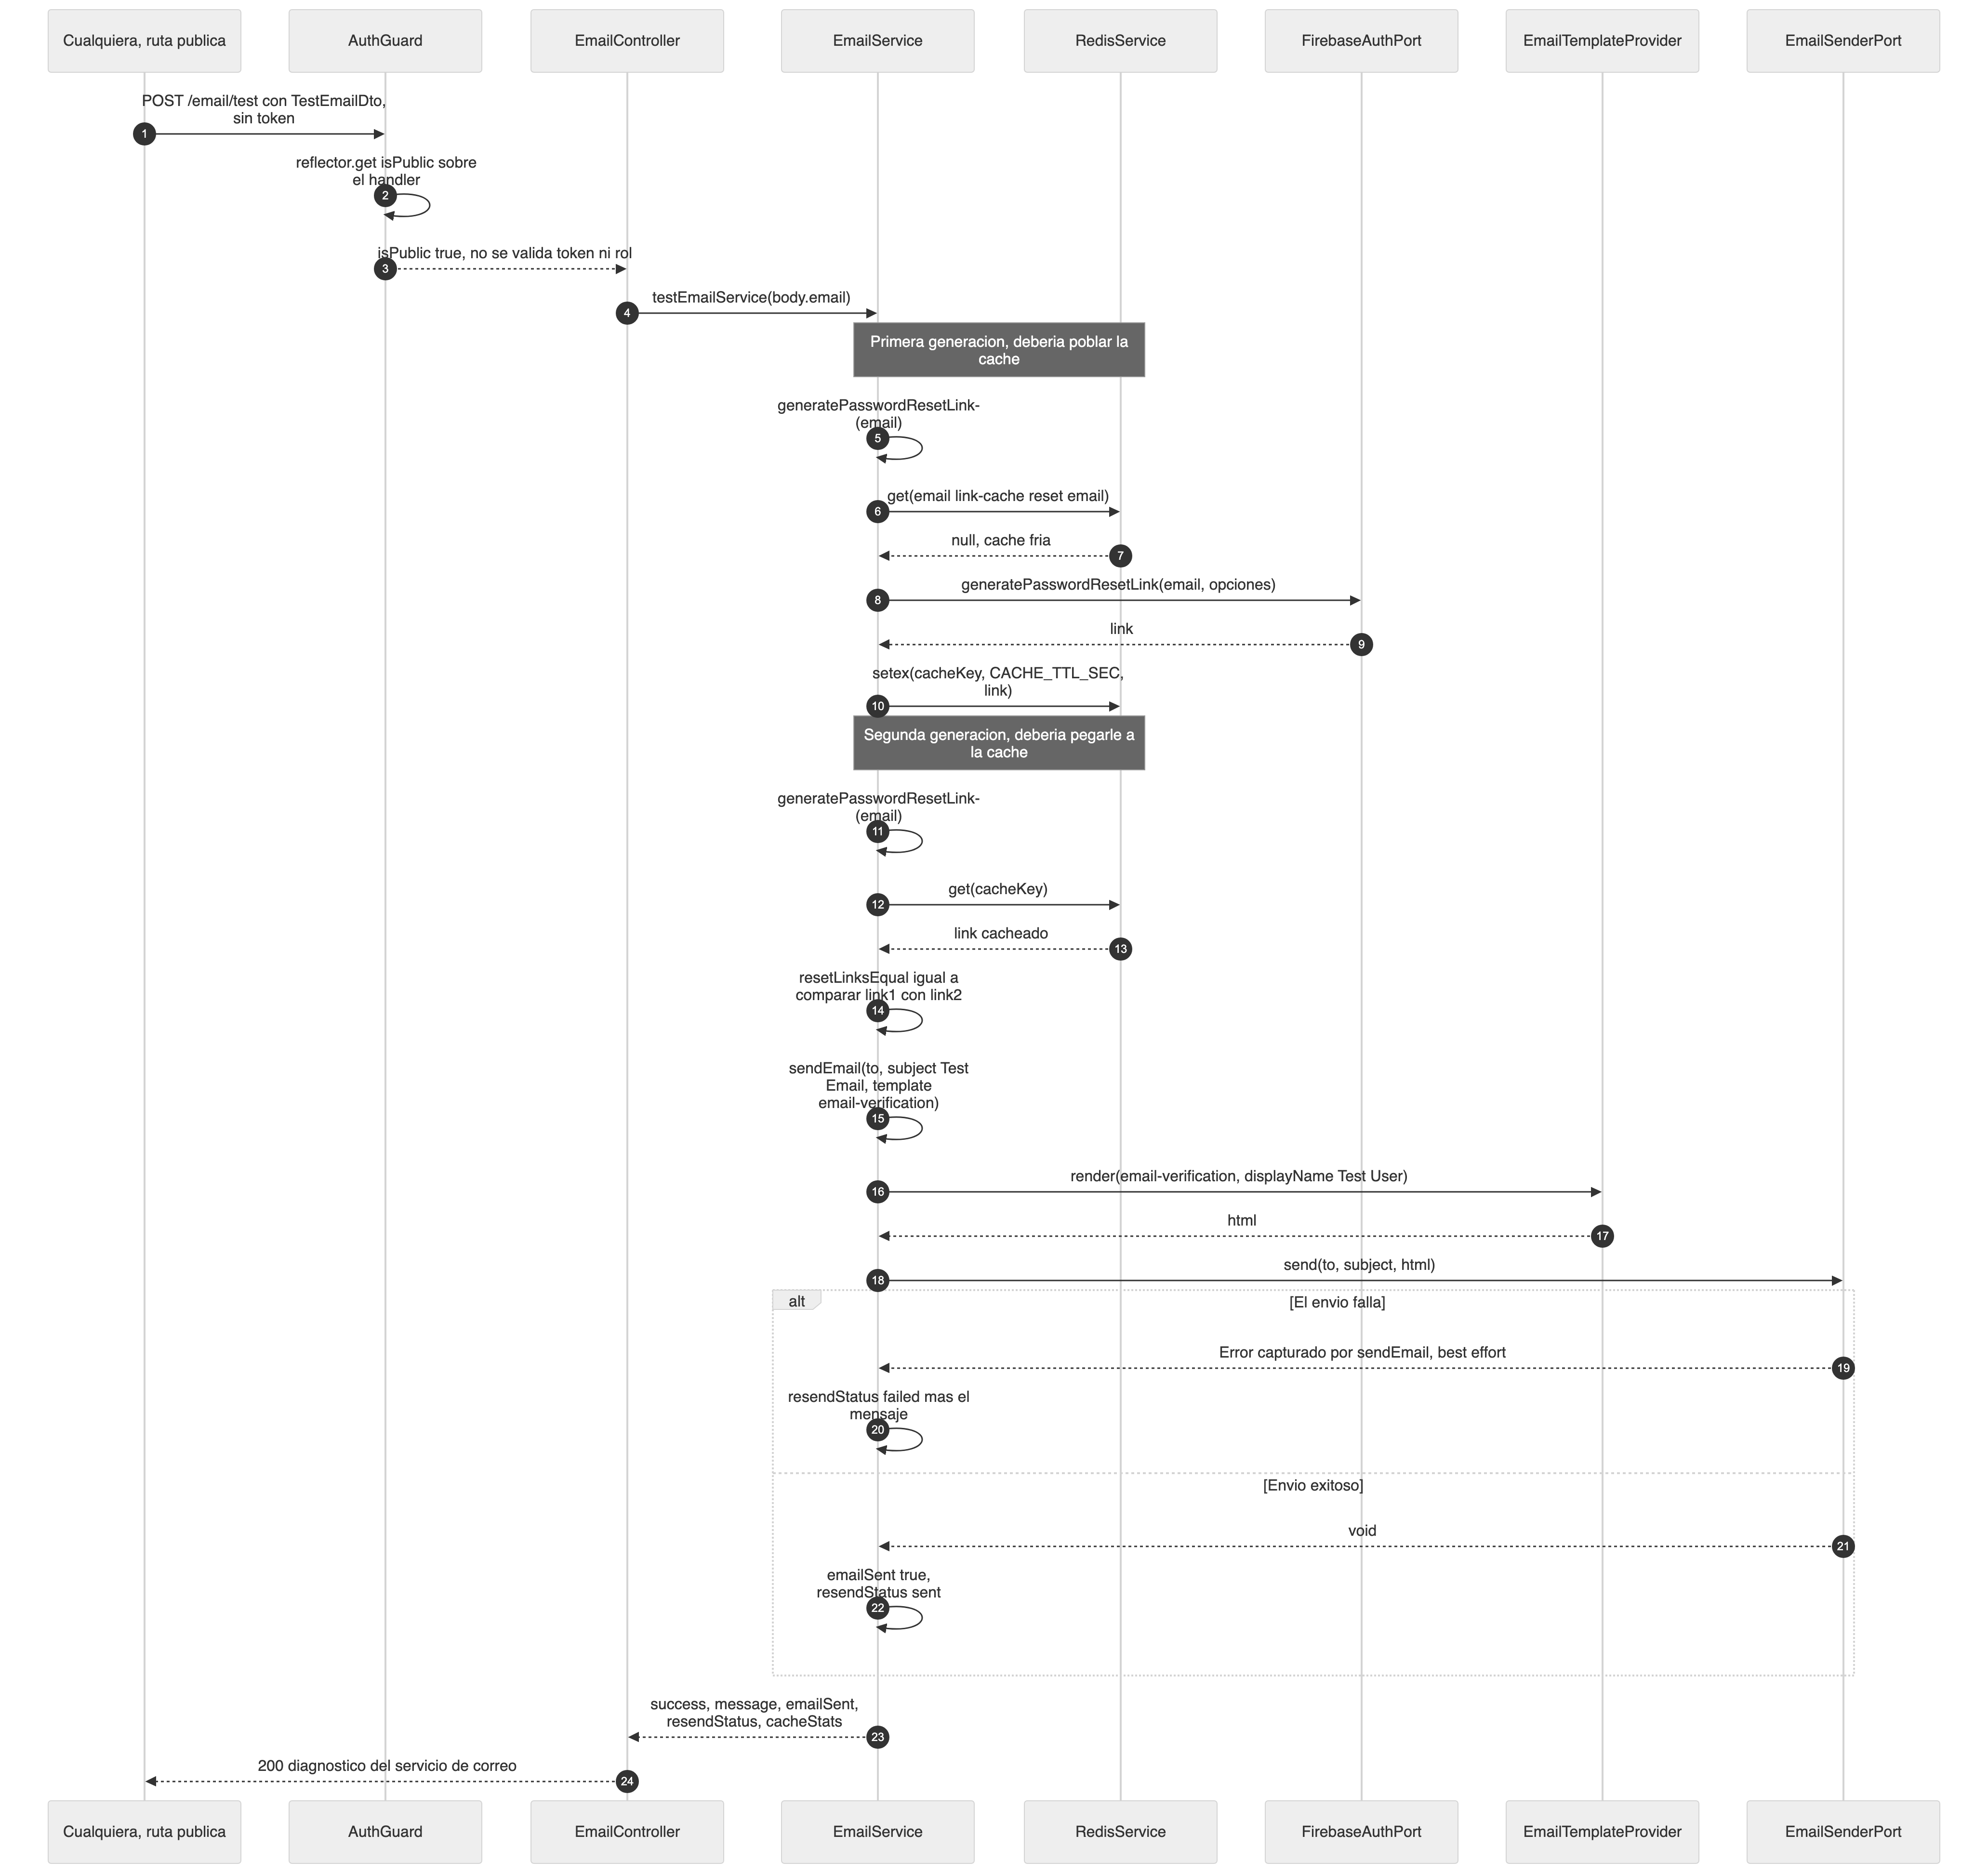 Cualquiera, ruta publica
AuthGuard
EmailController
EmailService
RedisService
FirebaseAuthPort
EmailTemplateProvider
EmailSenderPort
POST /email/test con TestEmailDto,
sin token
1
reflector.get isPublic sobre
el handler
2
isPublic true, no se valida token ni rol
3
testEmailService(body.email)
4
Primera generacion, deberia poblar la
cache
generatePasswordResetLink-
(email)
5
get(email link-cache reset email)
6
null, cache fria
7
generatePasswordResetLink(email, opciones)
8
link
9
setex(cacheKey, CACHE_TTL_SEC,
link)
10
Segunda generacion, deberia pegarle a
la cache
generatePasswordResetLink-
(email)
11
get(cacheKey)
12
link cacheado
13
resetLinksEqual igual a
comparar link1 con link2
14
sendEmail(to, subject Test
Email, template
email-verification)
15
render(email-verification, displayName Test User)
16
html
17
send(to, subject, html)
18
alt
[El envio falla]
Error capturado por sendEmail, best effort
19
resendStatus failed mas el
mensaje
20
[Envio exitoso]
void
21
emailSent true,
resendStatus sent
22
success, message, emailSent,
resendStatus, cacheStats
23
200 diagnostico del servicio de correo
24
Cualquiera, ruta publica
AuthGuard
EmailController
EmailService
RedisService
FirebaseAuthPort
EmailTemplateProvider
EmailSenderPort